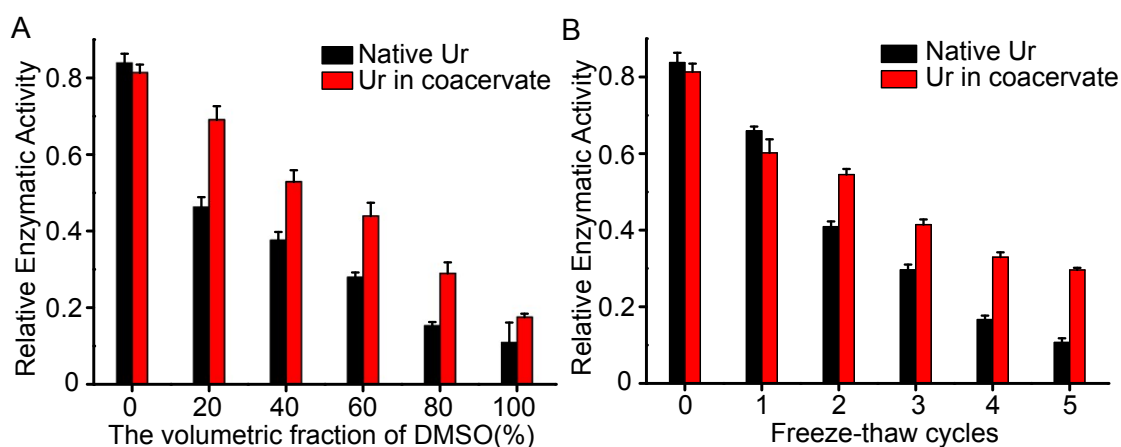 A
Native Ur
Ur in coacervate
Relative Enzymatic Activity
0.8
0.6
0.4
0.2
0
0 20 40 60 80 100
The volumetric fraction of DMSO(%)
B
Native Ur
Ur in coacervate
Relative Enzymatic Activity
0.8
0.6
0.4
0.2
0
0 1 2 3 4 5
Freeze-thaw cycles